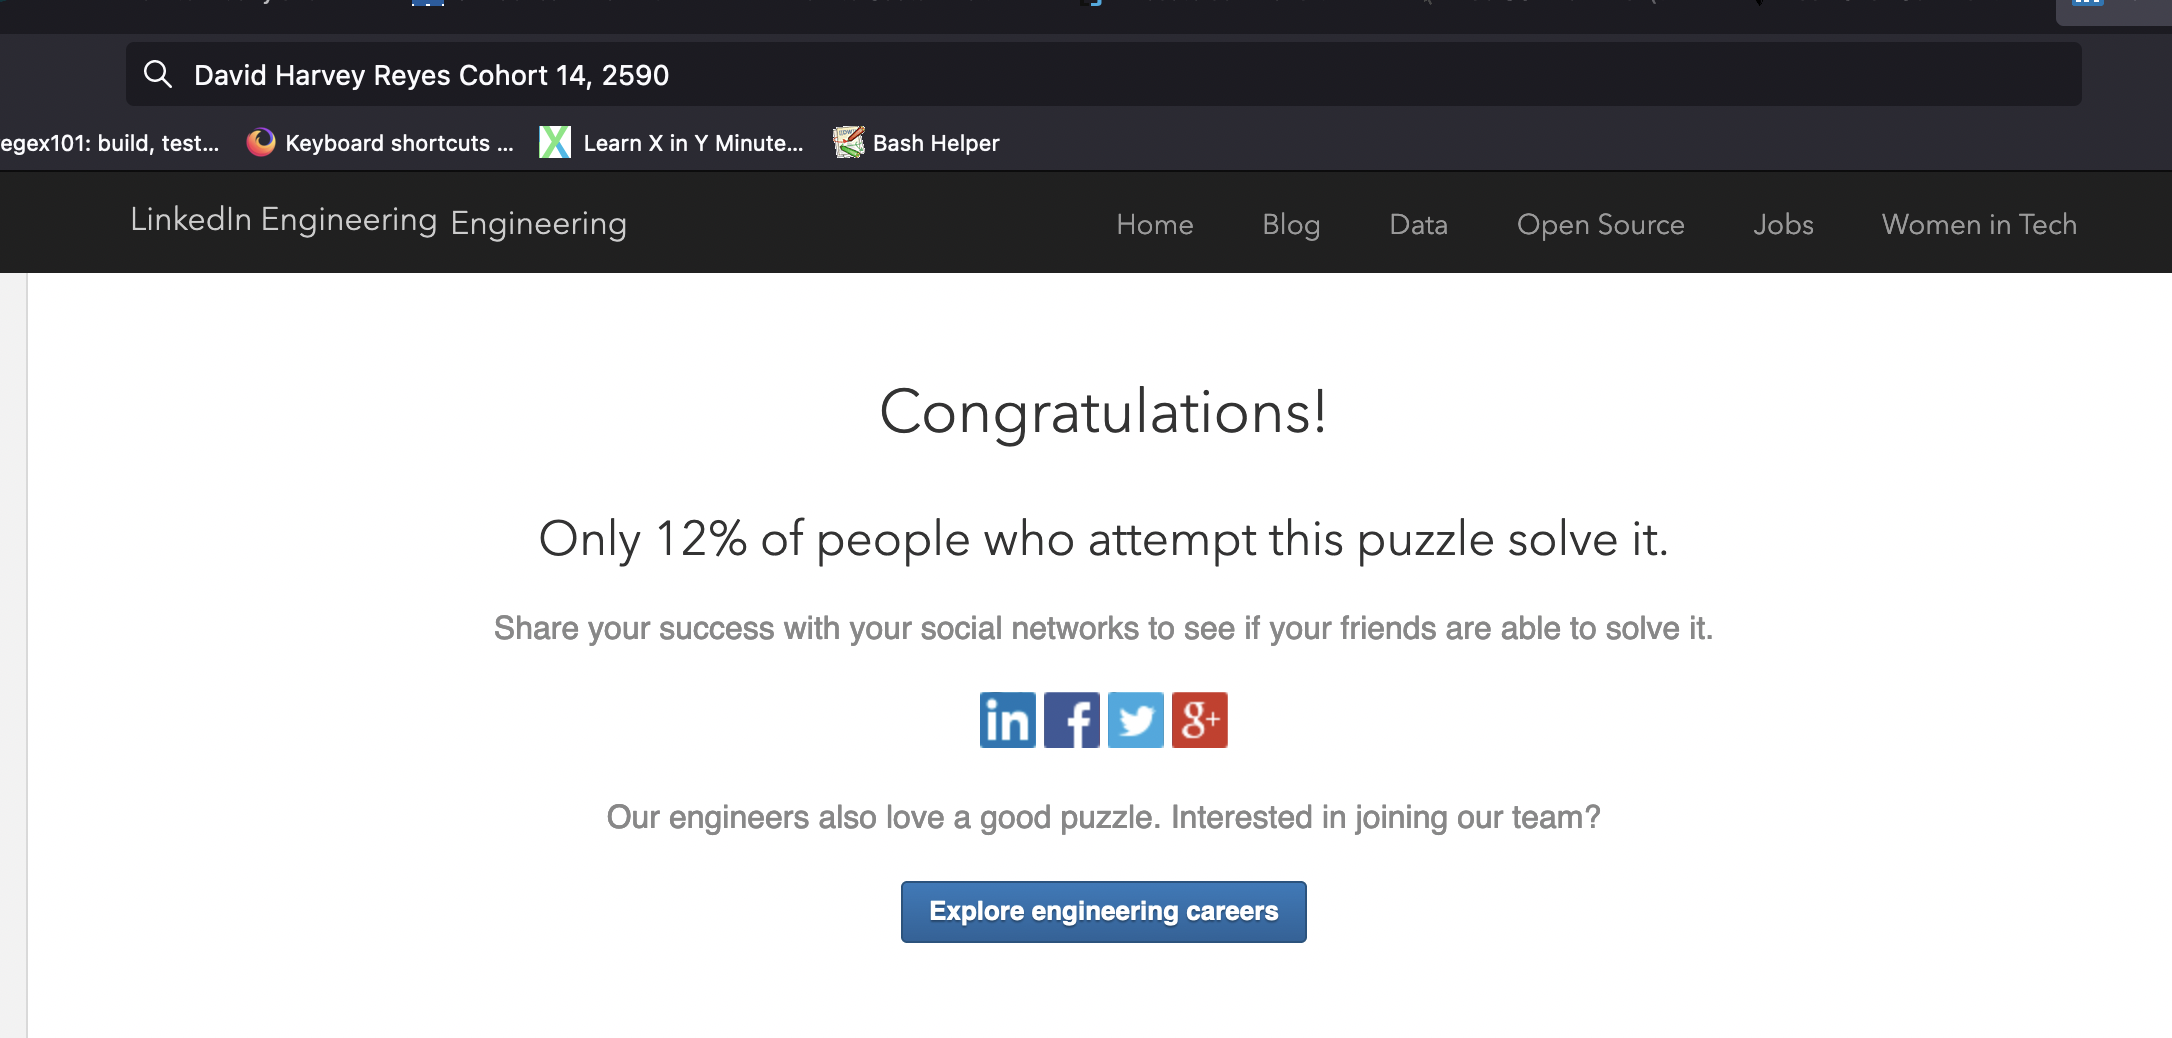 David Harvey Reyes Cohort 14, 2590
egex101: build, test... Keyboard shortcuts ... Learn X in Y Minute... Bash Helper
LinkedIn Engineering Engineering Home Blog Data Open Source Jobs Women in Tech
Congratulations!
Only 12% of people who attempt this puzzle solve it.
Share your success with your social networks to see if your friends are able to solve it.
in f g+
Our engineers also love a good puzzle. Interested in joining our team?
Explore engineering careers